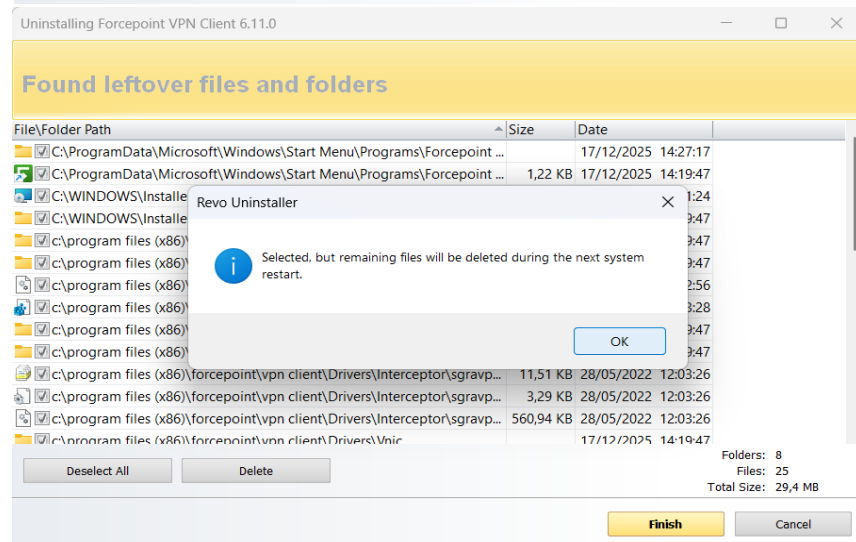 Uninstalling Forcepoint VPN Client 6.11.0
Found leftover files and folders
File\Folder Path Size Date
C:\ProgramData\Microsoft\Windows\Start Menu\Programs\Forcepoint ... 17/12/2025 14:27:17
C:\ProgramData\Microsoft\Windows\Start Menu\Programs\Forcepoint ... 1,22 KB 17/12/2025 14:19:47
C:\WINDOWS\Installe 1:24
C:\WINDOWS\Installe 9:47
c:\program files (x86)\ 9:47
c:\program files (x86)\ 9:47
c:\program files (x86)\ 2:56
c:\program files (x86)\ 3:28
c:\program files (x86)\ 9:47
c:\program files (x86)\ 9:47
Revo Uninstaller
Selected, but remaining files will be deleted during the next system
restart.
OK
c:\program files (x86)\forcepoint\vpn client\Drivers\Interceptor\sgravp... 11,51 KB 28/05/2022 12:03:26
c:\program files (x86)\forcepoint\vpn client\Drivers\Interceptor\sgravp... 3,29 KB 28/05/2022 12:03:26
c:\program files (x86)\forcepoint\vpn client\Drivers\Interceptor\sgravp... 560,94 KB 28/05/2022 12:03:26
c:\program files (x86)\forcepoint\vpn client\Drivers\Vnic 17/12/2025 14:19:47
Deselect All
Delete
Folders: 8
Files: 25
Total Size: 29,4 MB
Finish
Cancel